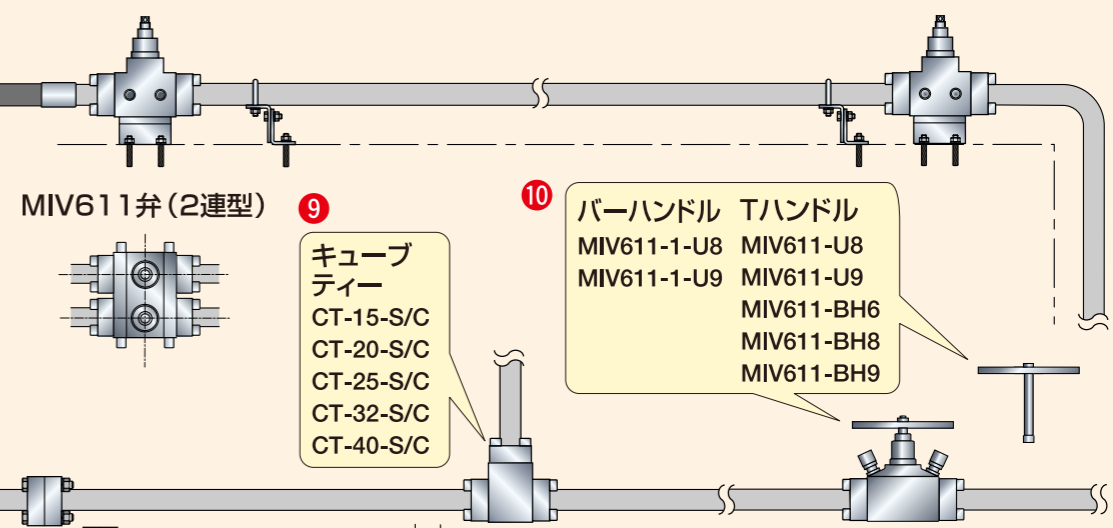 MIV611弁(2連型)
9
キューブ
ティー
CT-15-S/C
CT-20-S/C
CT-25-S/C
CT-32-S/C
CT-40-S/C
10
バーハンドル Tハンドル
MIV611-1-U8 MIV611-U8
MIV611-1-U9 MIV611-U9
MIV611-BH6
MIV611-BH8
MIV611-BH9